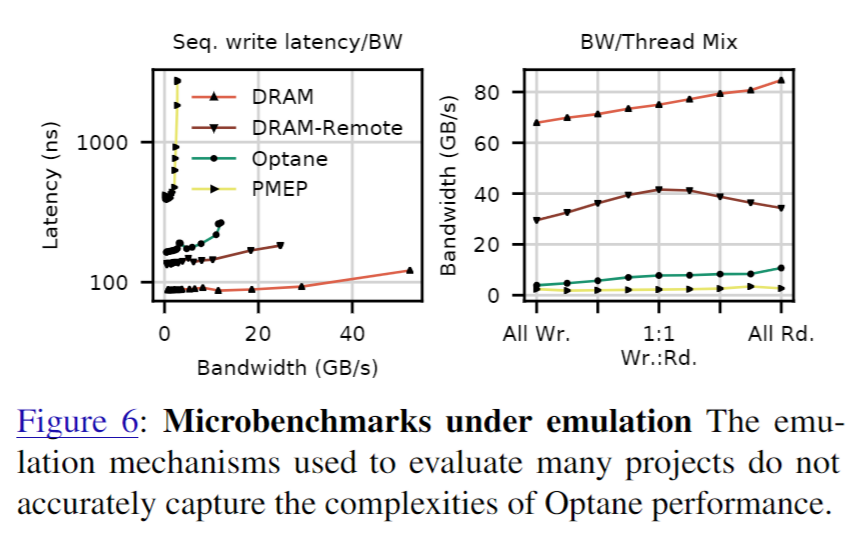 Seq. write latency/BW
BW/Thread Mix
Latency (ns)
1000
100
DRAM
DRAM-Remote
Optane
PMEP
0
20
40
Bandwidth (GB/s)
Bandwidth (GB/s)
80
60
40
20
0
All Wr.
1:1
All Rd.
Wr.:Rd.
Figure 6: Microbenchmarks under emulation The emu-
lation mechanisms used to evaluate many projects do not
accurately capture the complexities of Optane performance.